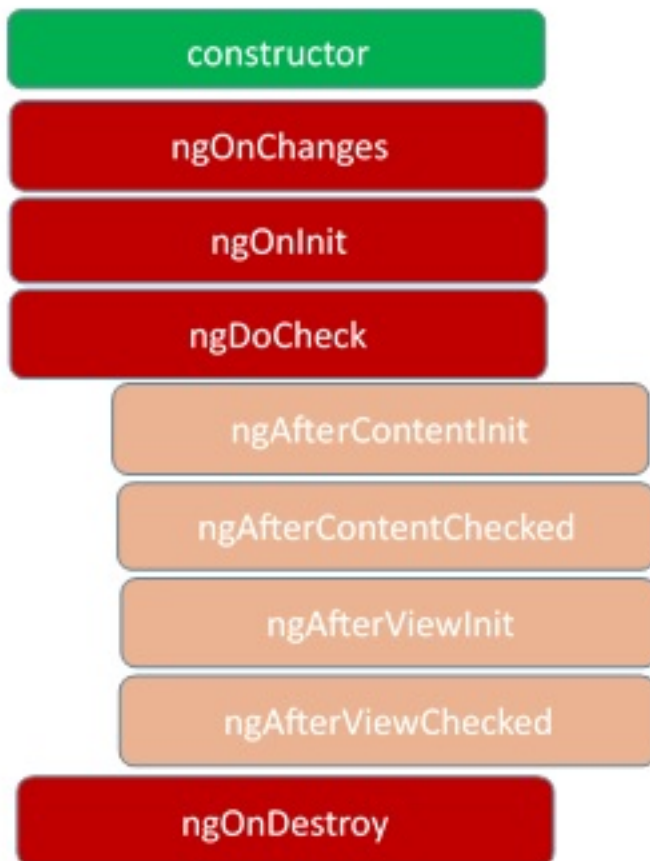 constructor
ngOnChanges
ngOnInit
ngDoCheck
ngAfterContentInit
ngAfterContentChecked
ngAfterViewInit
ngAfterViewChecked
ngOnDestroy